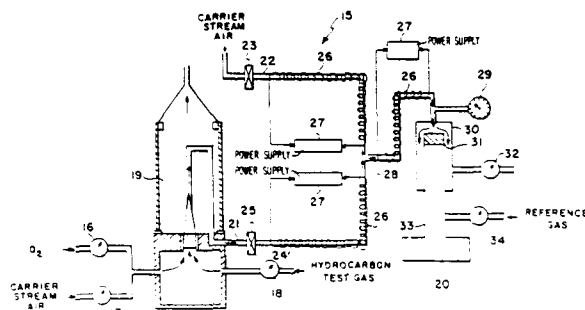 CARRIER
STREAM
AIR
15
27
23
POWER SUPPLY
22
26
26
29
30
31
27
19
POWER SUPPLY
POWER SUPPLY
32
28
25
27
16
21
26
33
REFERENCE
GAS
O2
24'
34
HYDROCARBON
TEST GAS
18
20
CARRIER
STREAM
AIR